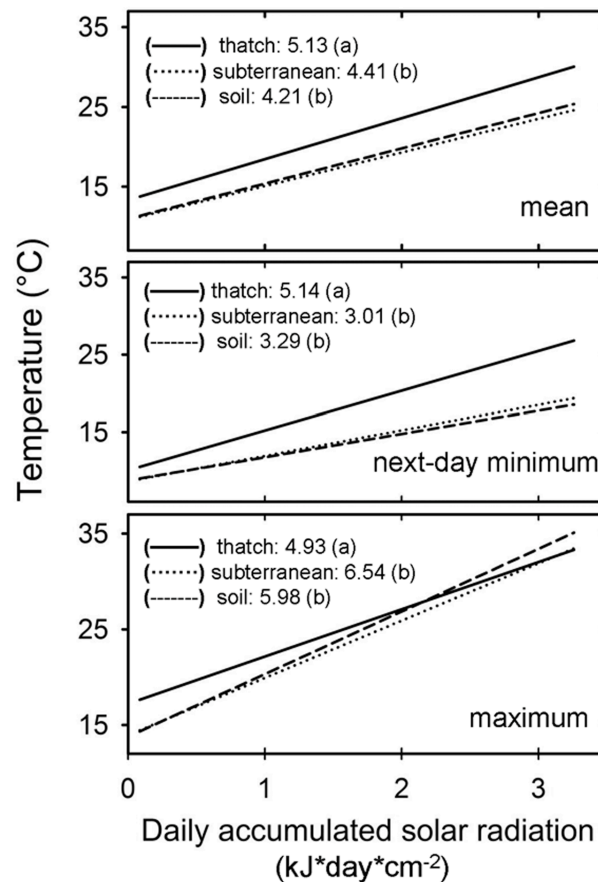 35
(——) thatch: 5.13 (a)
(·······) subterranean: 4.41 (b)
25
(-------) soil: 4.21 (b)
15
mean
35
(——) thatch: 5.14 (a)
(·······) subterranean: 3.01 (b)
25
(-------) soil: 3.29 (b)
15
next-day minimum
Temperature (°C)
35
(——) thatch: 4.93 (a)
(·······) subterranean: 6.54 (b)
25
(-------) soil: 5.98 (b)
15
maximum
0 1 2 3
Daily accumulated solar radiation
(kJ*day*cm⁻²)